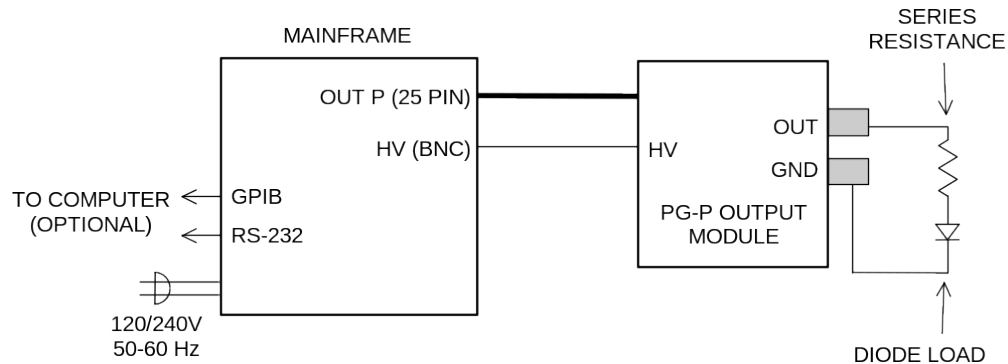 SERIES
RESISTANCE
MAINFRAME
OUT P (25 PIN)
HV (BNC)
HV
OUT
GND
PG-P OUTPUT
MODULE
TO COMPUTER
(OPTIONAL)
GPIB
RS-232
120/240V
50-60 Hz
DIODE LOAD